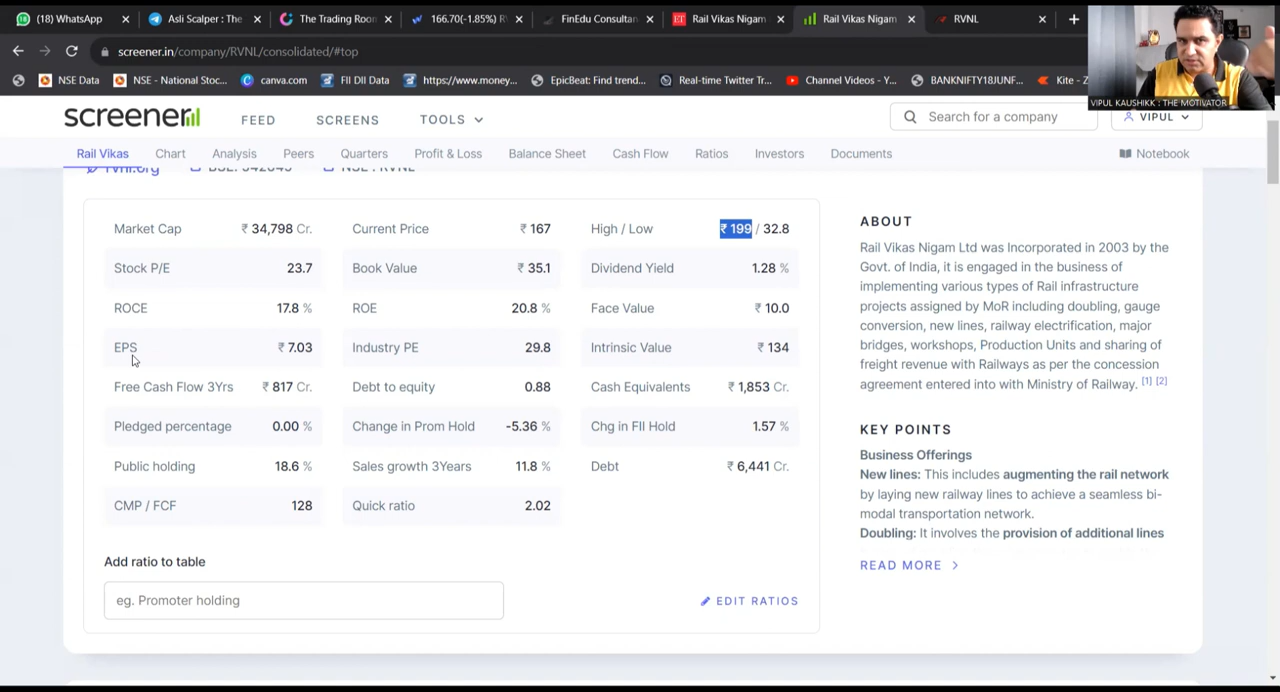 (18) WhatsApp
Asli Scalper : The
The Trading Roon
166.70(-1.85%) R
FinEdu Consultan
ET Rail Vikas Nigam
Rail Vikas Nigam
RVNL
screener.in/company/RVNL/consolidated/#top
NSE Data
NSE - National Stoc...
canva.com
FII DII Data
https://www.money...
EpicBeat: Find trend...
Real-time Twitter Tr...
Channel Videos - Y...
BANKNIFTY18JUNF...
Kite - Z
VIPUL KAUSHIKK : THE MOTIVATOR
screener
FEED
SCREENS
TOOLS
Search for a company
VIPUL
Rail Vikas
Chart
Analysis
Peers
Quarters
Profit & Loss
Balance Sheet
Cash Flow
Ratios
Investors
Documents
Notebook
rvnl.org
NSE : RVNL
Market Cap ₹ 34,798 Cr.
Current Price ₹ 167
High / Low ₹ 199 / 32.8
Stock P/E 23.7
Book Value ₹ 35.1
Dividend Yield 1.28 %
ROCE 17.8 %
ROE 20.8 %
Face Value ₹ 10.0
EPS ₹ 7.03
Industry PE 29.8
Intrinsic Value ₹ 134
Free Cash Flow 3Yrs ₹ 817 Cr.
Debt to equity 0.88
Cash Equivalents ₹ 1,853 Cr.
Pledged percentage 0.00 %
Change in Prom Hold -5.36 %
Chg in FII Hold 1.57 %
Public holding 18.6 %
Sales growth 3Years 11.8 %
Debt ₹ 6,441 Cr.
CMP / FCF 128
Quick ratio 2.02
Add ratio to table
eg. Promoter holding
EDIT RATIOS
ABOUT
Rail Vikas Nigam Ltd was Incorporated in 2003 by the
Govt. of India, it is engaged in the business of
implementing various types of Rail infrastructure
projects assigned by MoR including doubling, gauge
conversion, new lines, railway electrification, major
bridges, workshops, Production Units and sharing of
freight revenue with Railways as per the concession
agreement entered into with Ministry of Railway. [1] [2]
KEY POINTS
Business Offerings
New lines: This includes augmenting the rail network
by laying new railway lines to achieve a seamless bi-
modal transportation network.
Doubling: It involves the provision of additional lines
READ MORE